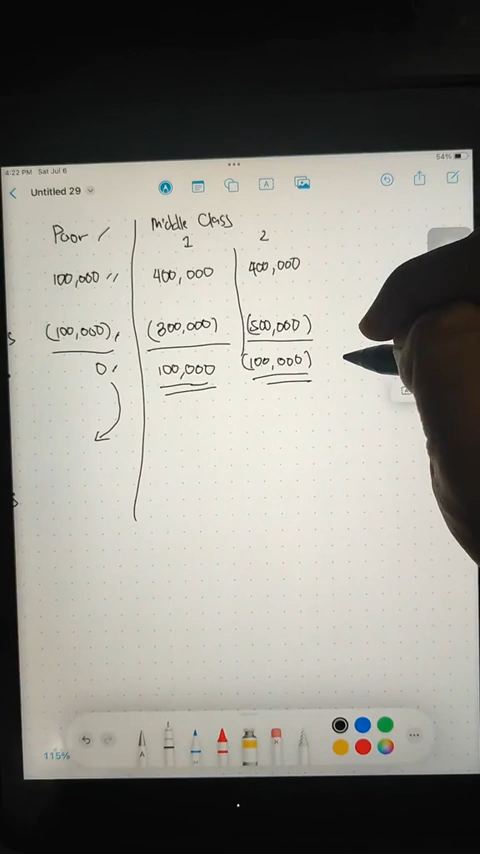 4:22 PM Sat Jul 6
54%
Untitled 29
Poor
Middle Class
1
2
100,000
400,000
400,000
s
(100,000)
(300,000)
(500,000)
0
100,000
(100,000)
s
115%